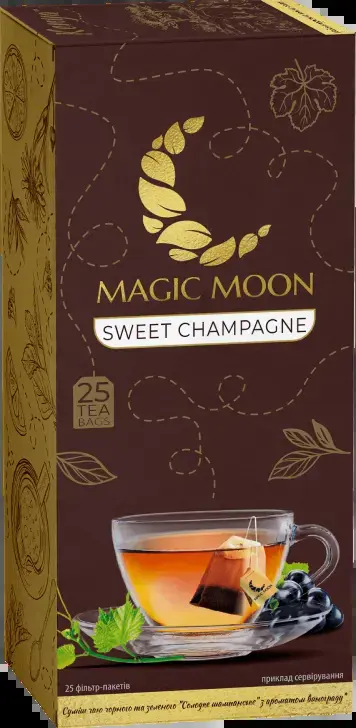 MAGIC MOON
SWEET CHAMPAGNE
25
TEA
BAGS
25 фільтр-пакетів
приклад сервірування
Суміш чаю чорного та зеленого "Солодке шампанське" з ароматом винограду"